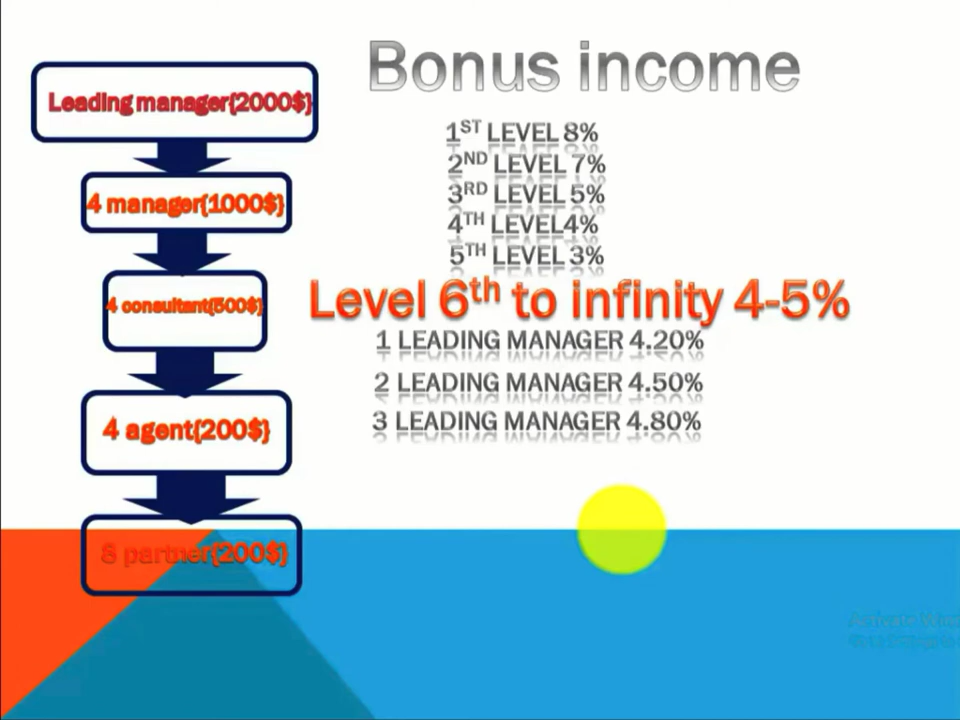 Bonus income
Leading manager{2000$}
4 manager{1000$}
4 consultant{500$}
4 agent{200$}
8 partner{200$}
1ST LEVEL 8%
2ND LEVEL 7%
3RD LEVEL 5%
4TH LEVEL4%
5TH LEVEL 3%
Level 6th to infinity 4-5%
1 LEADING MANAGER 4.20%
2 LEADING MANAGER 4.50%
3 LEADING MANAGER 4.80%
Activate